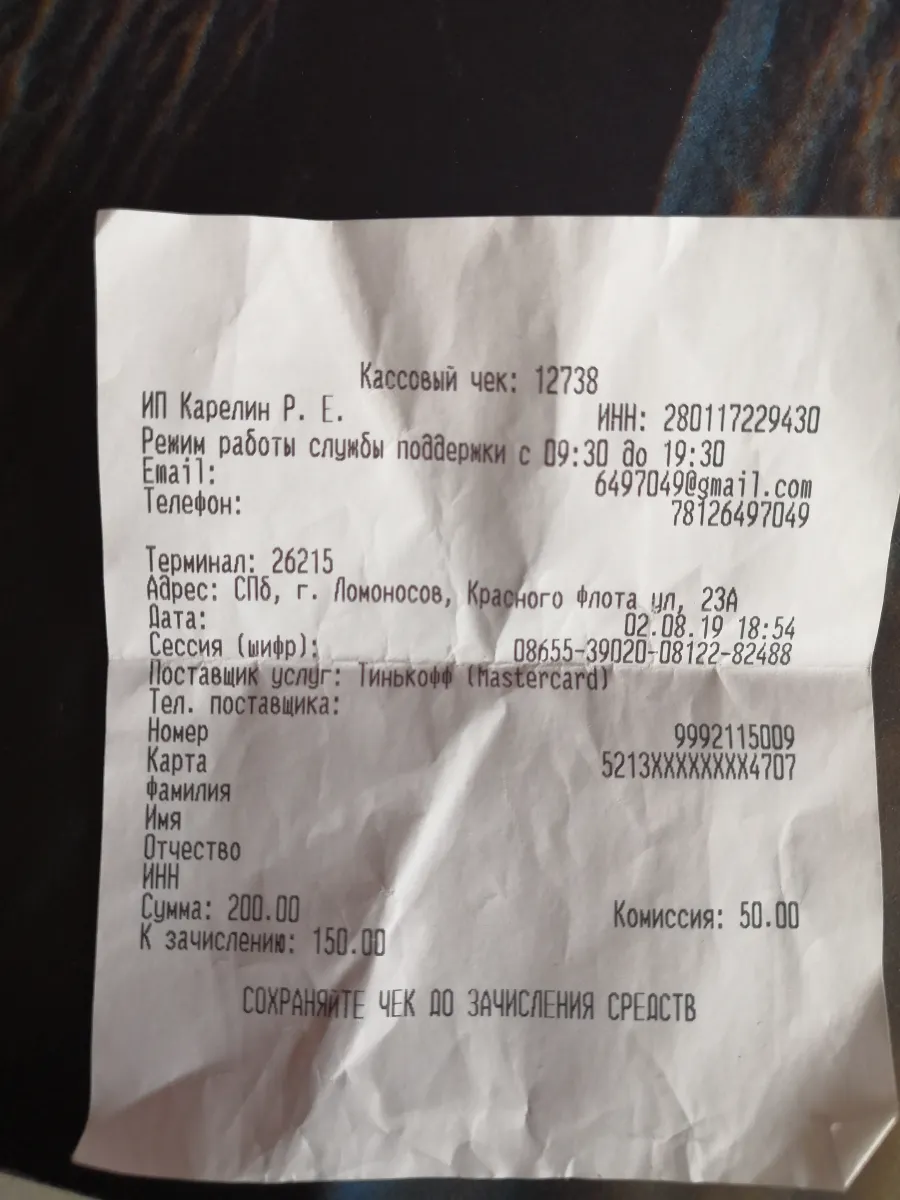 Кассовый чек: 12738
ИП Карелин Р. Е. ИНН: 280117229430
Режим работы службы поддержки с 09:30 до 19:30
Email: 6497049@gmail.com
Телефон: 78126497049
Терминал: 26215
Адрес: СПб, г. Ломоносов, Красного Флота ул, 23А
Дата: 02.08.19 18:54
Сессия (шифр): 08655-39020-08122-82488
Поставщик услуг: Тинькофф (Mastercard)
Тел. поставщика:
Номер 9992115009
Карта 5213XXXXXXXX4707
Фамилия
Имя
Отчество
ИНН
Сумма: 200.00 Комиссия: 50.00
К зачислению: 150.00
СОХРАНЯйТЕ ЧЕК ДО ЗАЧИСЛЕНИЯ СРЕДСТВ